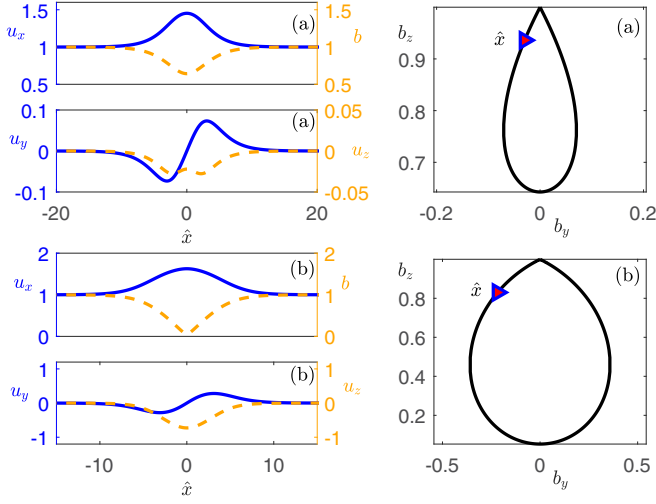 1.5 (a) 1.5
u_x 1 1 b
0.5 0.5
0.1 (a) 0.05
u_y 0 0 u_z
-0.1 -0.05
-20 0 20
x̂
b_z (a)
0.9
x̂
0.8
0.7
-0.2 0 0.2
b_y
2 (b) 2
u_x 1 1 b
0 0
1 (b) 1
u_y 0 0 u_z
-1 -1
-10 0 10
x̂
b_z (b)
0.8 x̂
0.6
0.4
0.2
-0.5 0 0.5
b_y